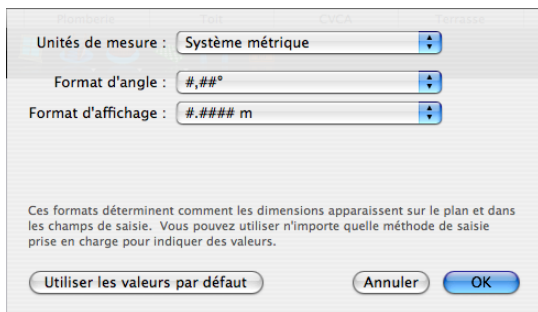 Plomberie Toit CVCA Terrasse
Unités de mesure : Système métrique
Format d'angle : #,##°
Format d'affichage : #.#### m
Ces formats déterminent comment les dimensions apparaissent sur le plan et dans
les champs de saisie. Vous pouvez utiliser n'importe quelle méthode de saisie
prise en charge pour indiquer des valeurs.
Utiliser les valeurs par défaut Annuler OK